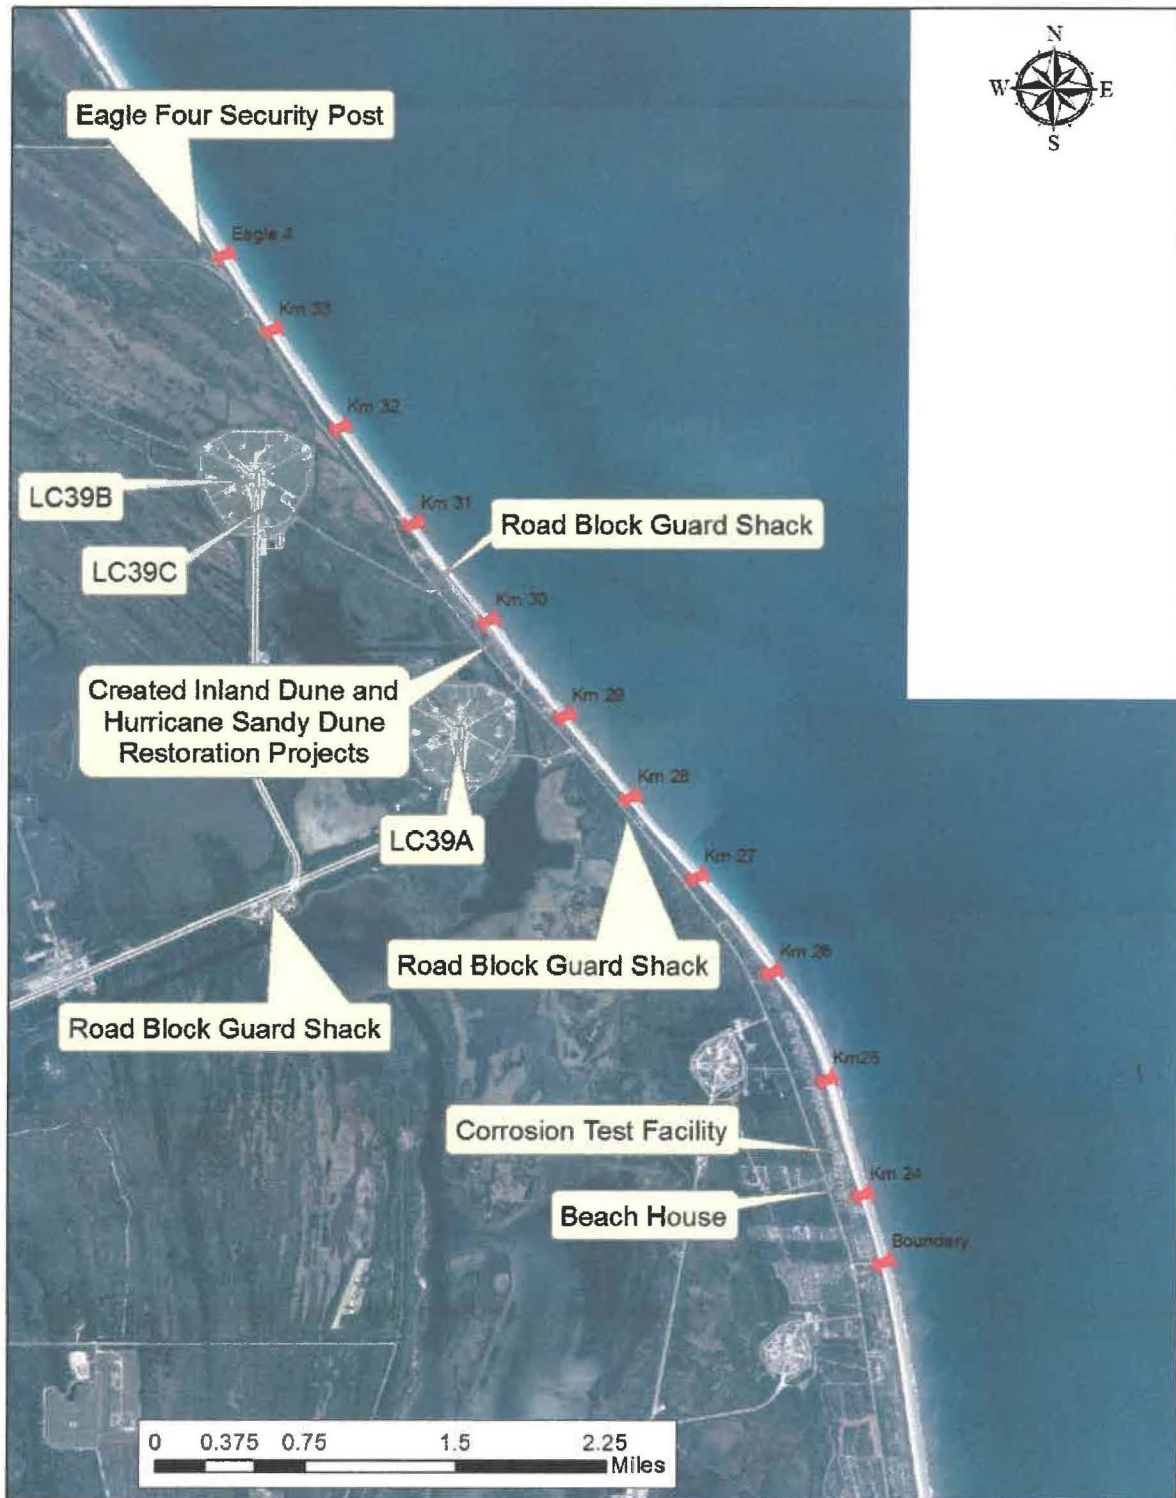 N
W E
S
Eagle Four Security Post
Eagle 4
Km 33
Km 32
LC39B
Km 31
Road Block Guard Shack
LC39C
Km 30
Created Inland Dune and
Hurricane Sandy Dune
Restoration Projects
Km 29
Km 28
LC39A
Km 27
Road Block Guard Shack
Km 26
Road Block Guard Shack
Km25
Corrosion Test Facility
Km 24
Beach House
Boundery
0 0.375 0.75 1.5 2.25
Miles